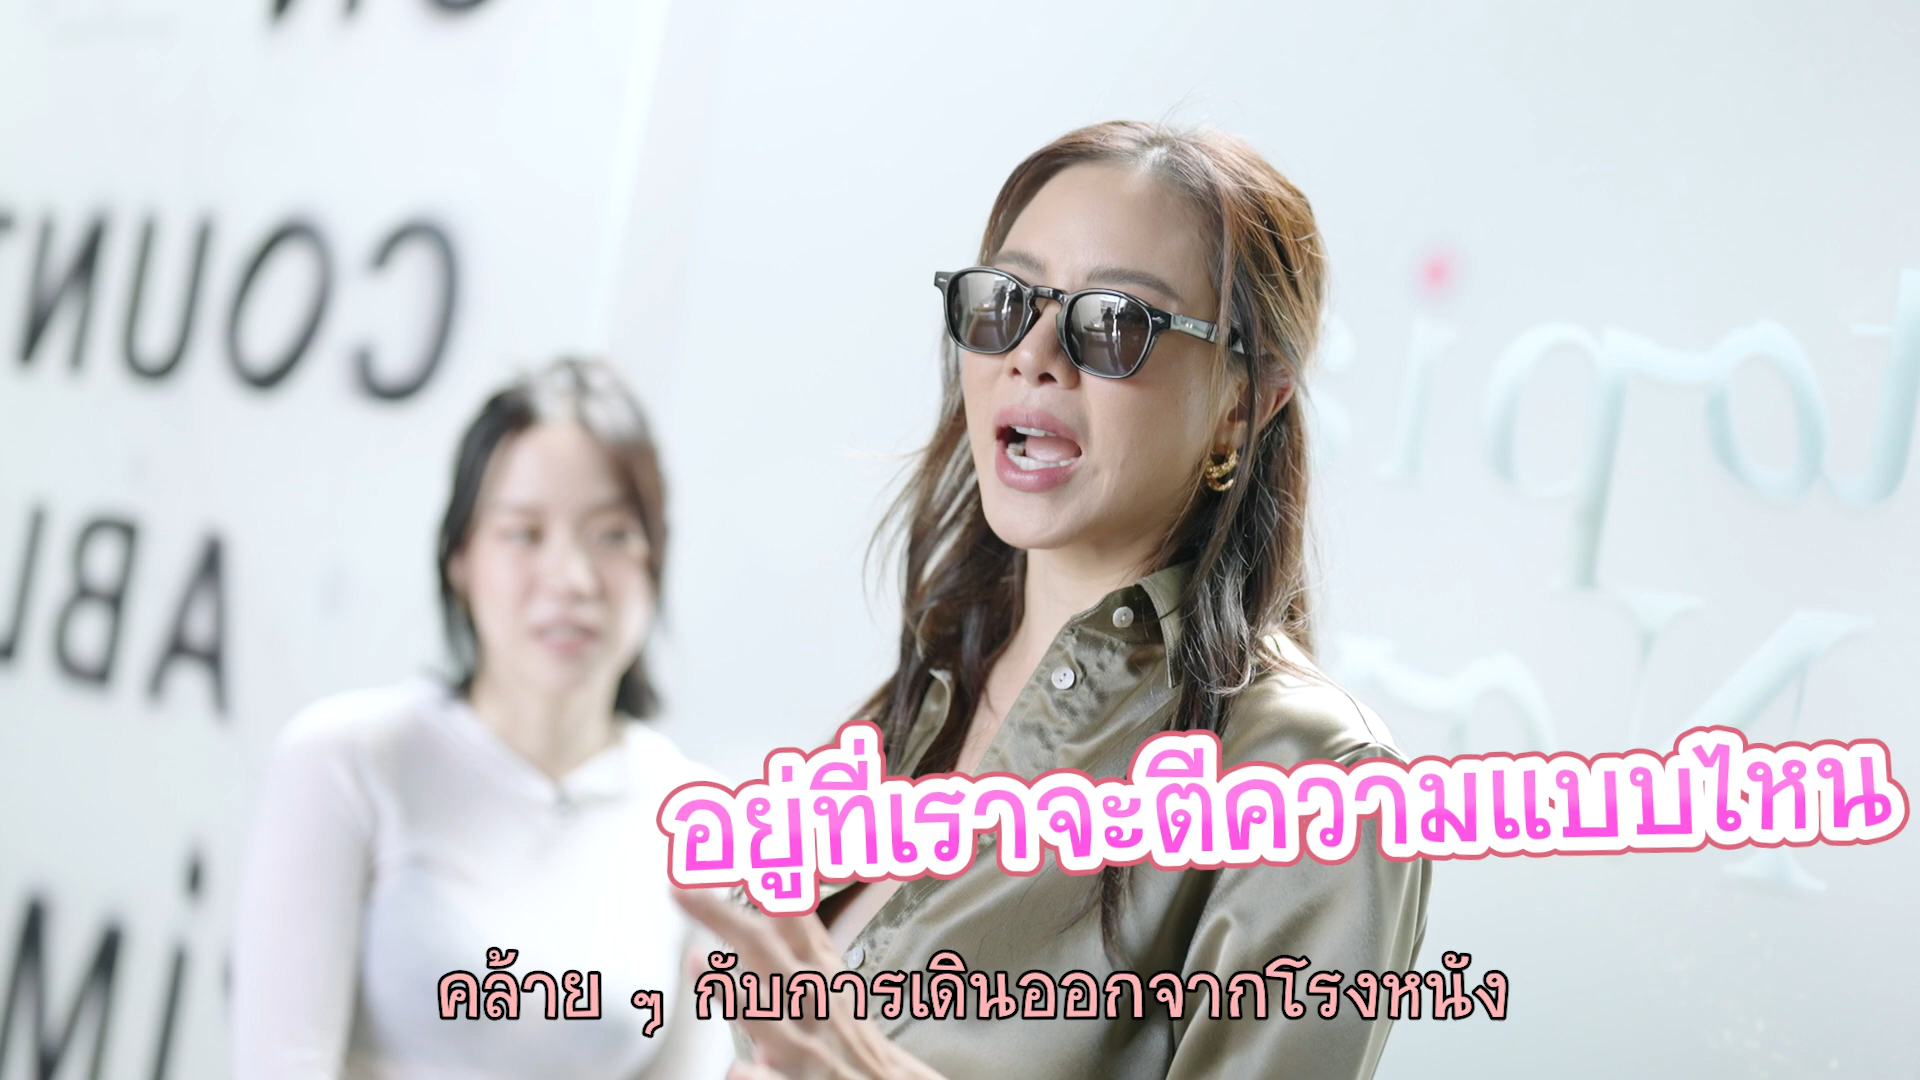 COUNT
ABL
อยู่ที่เราจะตีความแบบไหน
คล้าย ๆ กับการเดินออกจากโรงหนัง